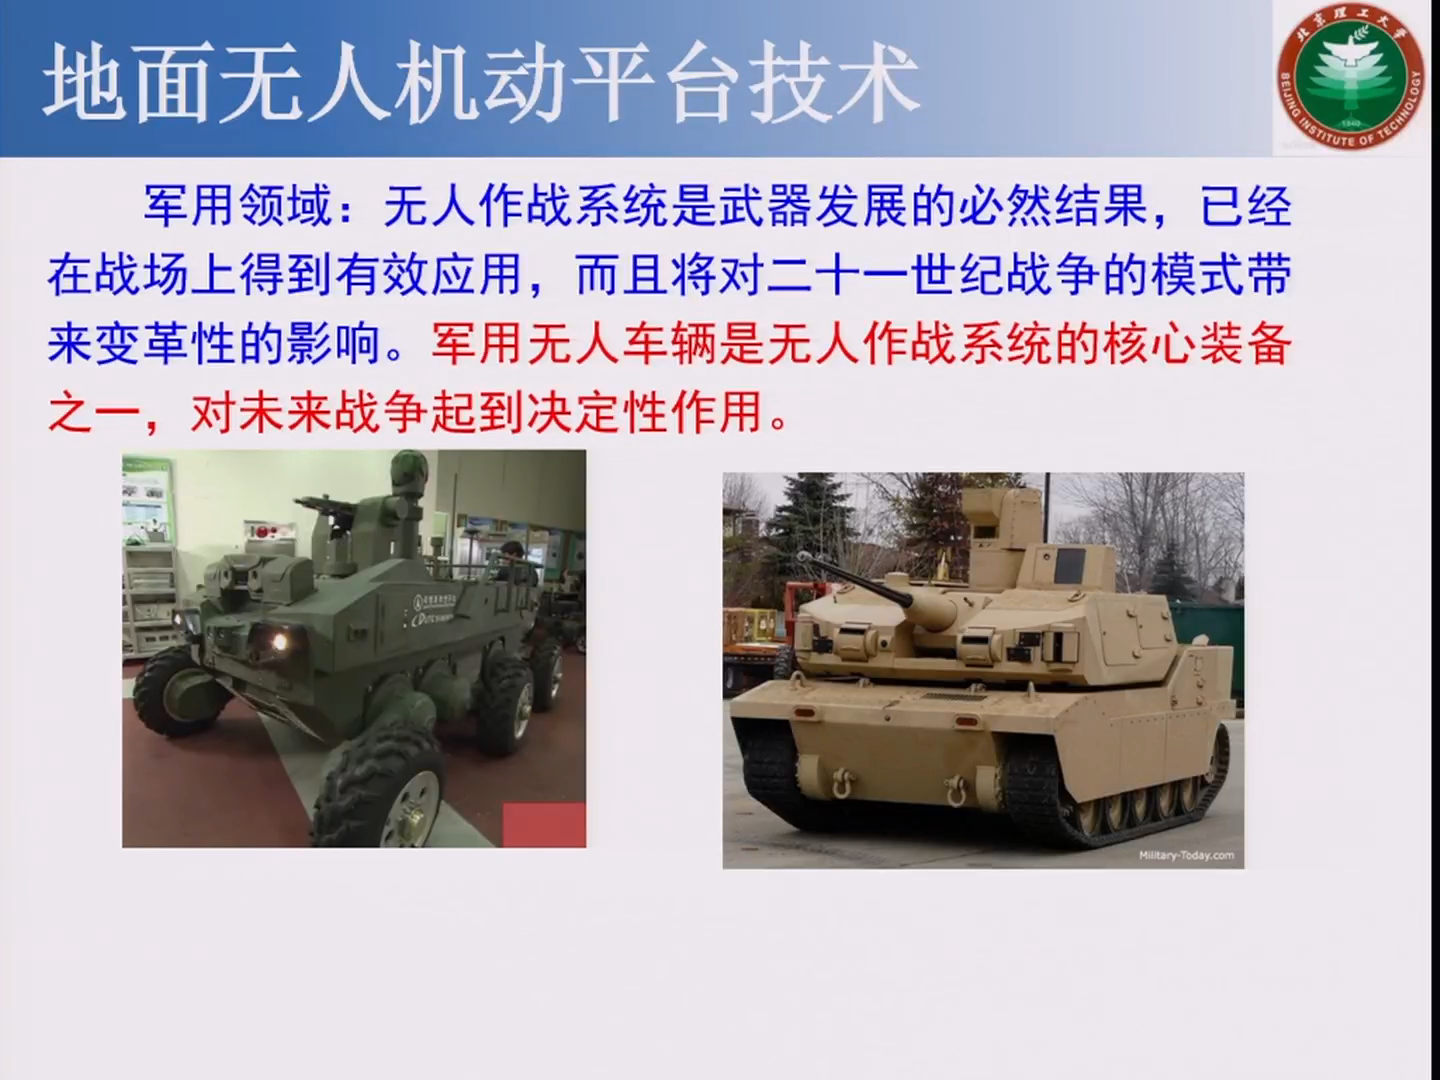 地面无人机动平台技术
北京理工大学
BEIJING INSTITUTE OF TECHNOLOGY
1940
军用领域：无人作战系统是武器发展的必然结果，已经
在战场上得到有效应用，而且将对二十一世纪战争的模式带
来变革性的影响。军用无人车辆是无人作战系统的核心装备
之一，对未来战争起到决定性作用。
Military-Today.com